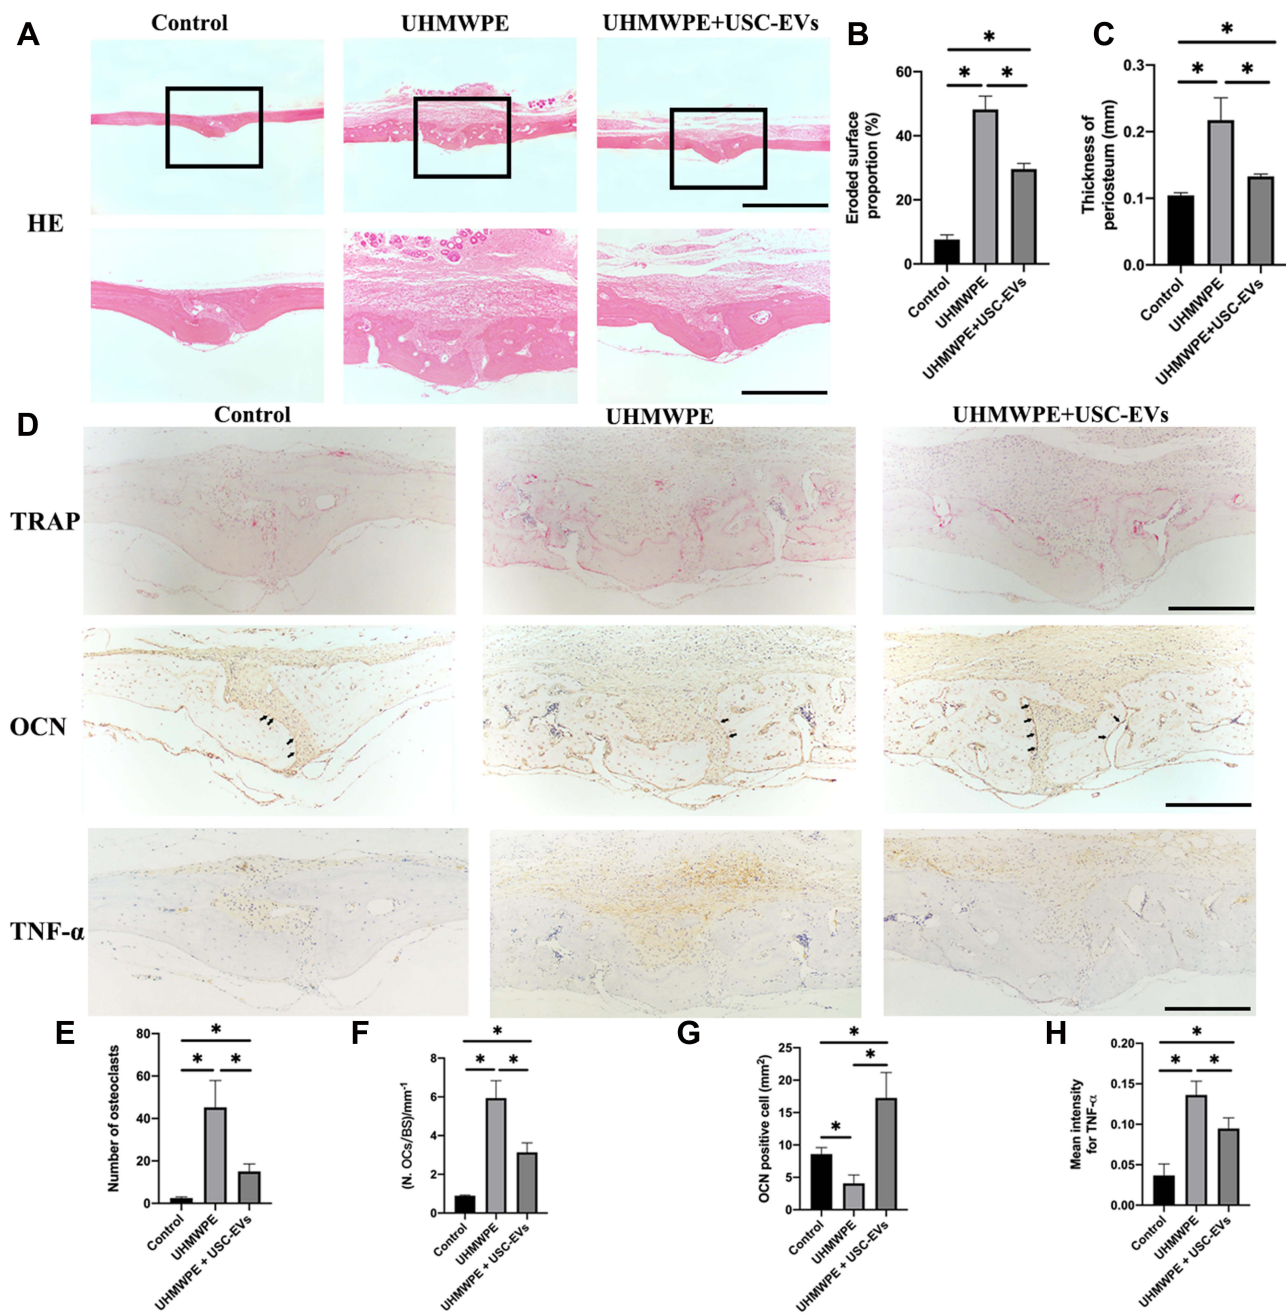 A
Control
UHMWPE
UHMWPE+USC-EVs
HE
B
*
*
*
Eroded surface
proportion (%)
60
40
20
0
Control
UHMWPE
UHMWPE+USC-EVs
C
*
*
*
Thickness of
periosteum (mm)
0.3
0.2
0.1
0.0
Control
UHMWPE
UHMWPE+USC-EVs
D
Control
UHMWPE
UHMWPE+USC-EVs
TRAP
OCN
TNF-α
E
*
*
*
Number of osteoclasts
80
60
40
20
0
Control
UHMWPE
UHMWPE + USC-EVs
F
*
*
*
(N. OCs/BS)/mm⁻¹
8
6
4
2
0
Control
UHMWPE
UHMWPE + USC-EVs
G
*
*
*
OCN positive cell (mm²)
25
20
15
10
5
0
Control
UHMWPE
UHMWPE + USC-EVs
H
*
*
*
Mean intensity
for TNF-α
0.20
0.15
0.10
0.05
0.00
Control
UHMWPE
UHMWPE + USC-EVs